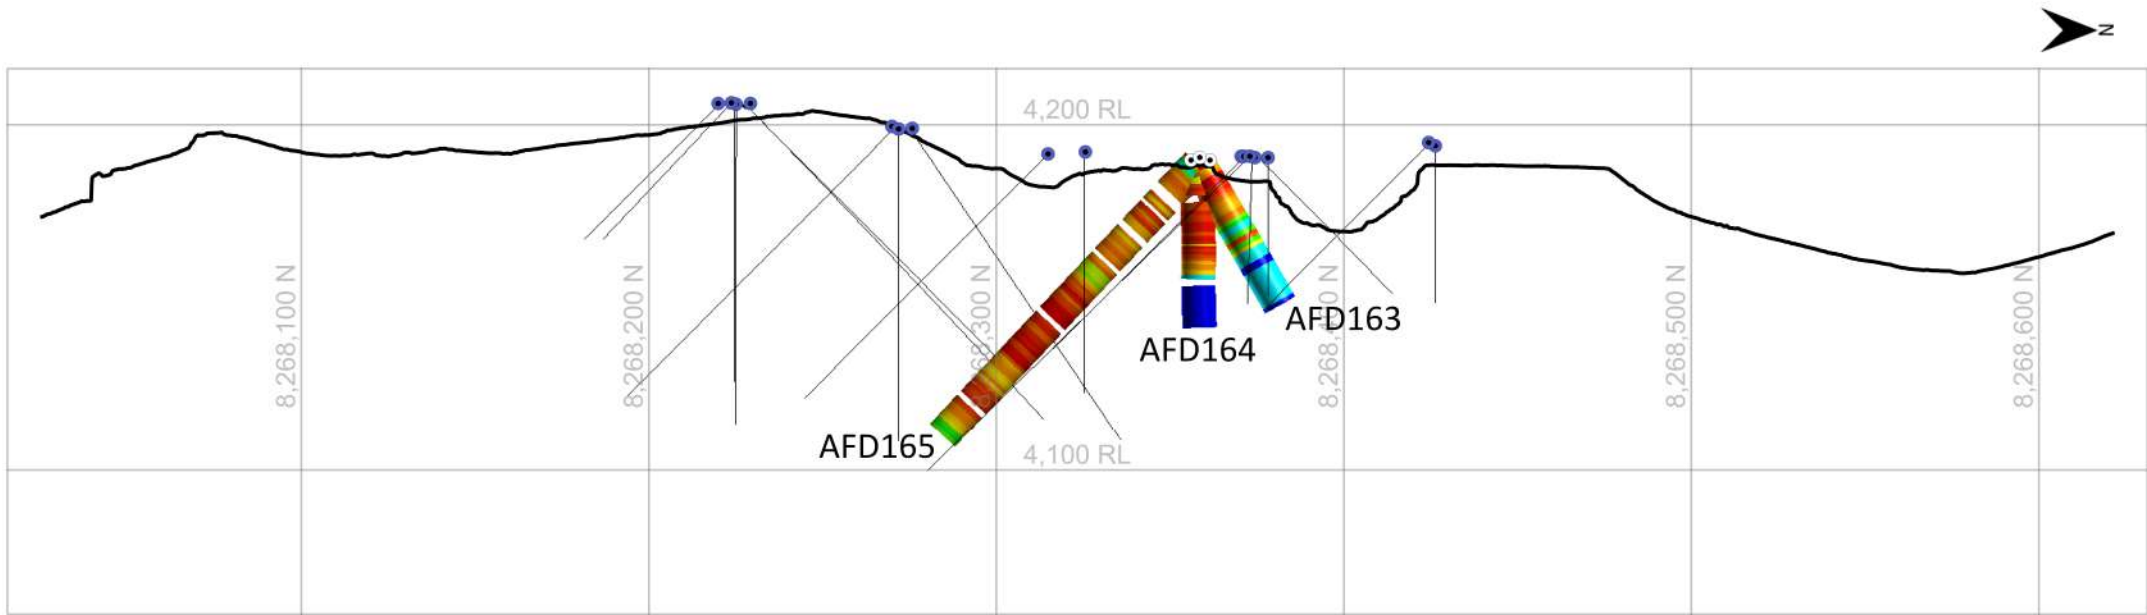 N
4,200 RL
8,268,100 N
8,268,200 N
8,268,300 N
8,268,400 N
8,268,500 N
8,268,600 N
AFD163
AFD164
AFD165
4,100 RL